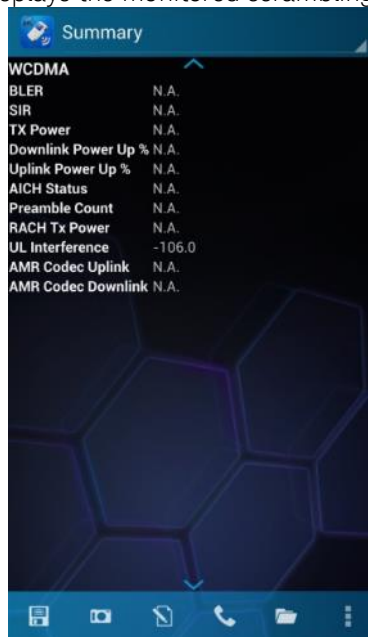 Summary
WCDMA
BLER N.A.
SIR N.A.
TX Power N.A.
Downlink Power Up % N.A.
Uplink Power Up % N.A.
AICH Status N.A.
Preamble Count N.A.
RACH Tx Power N.A.
UL Interference -106.0
AMR Codec Uplink N.A.
AMR Codec Downlink N.A.